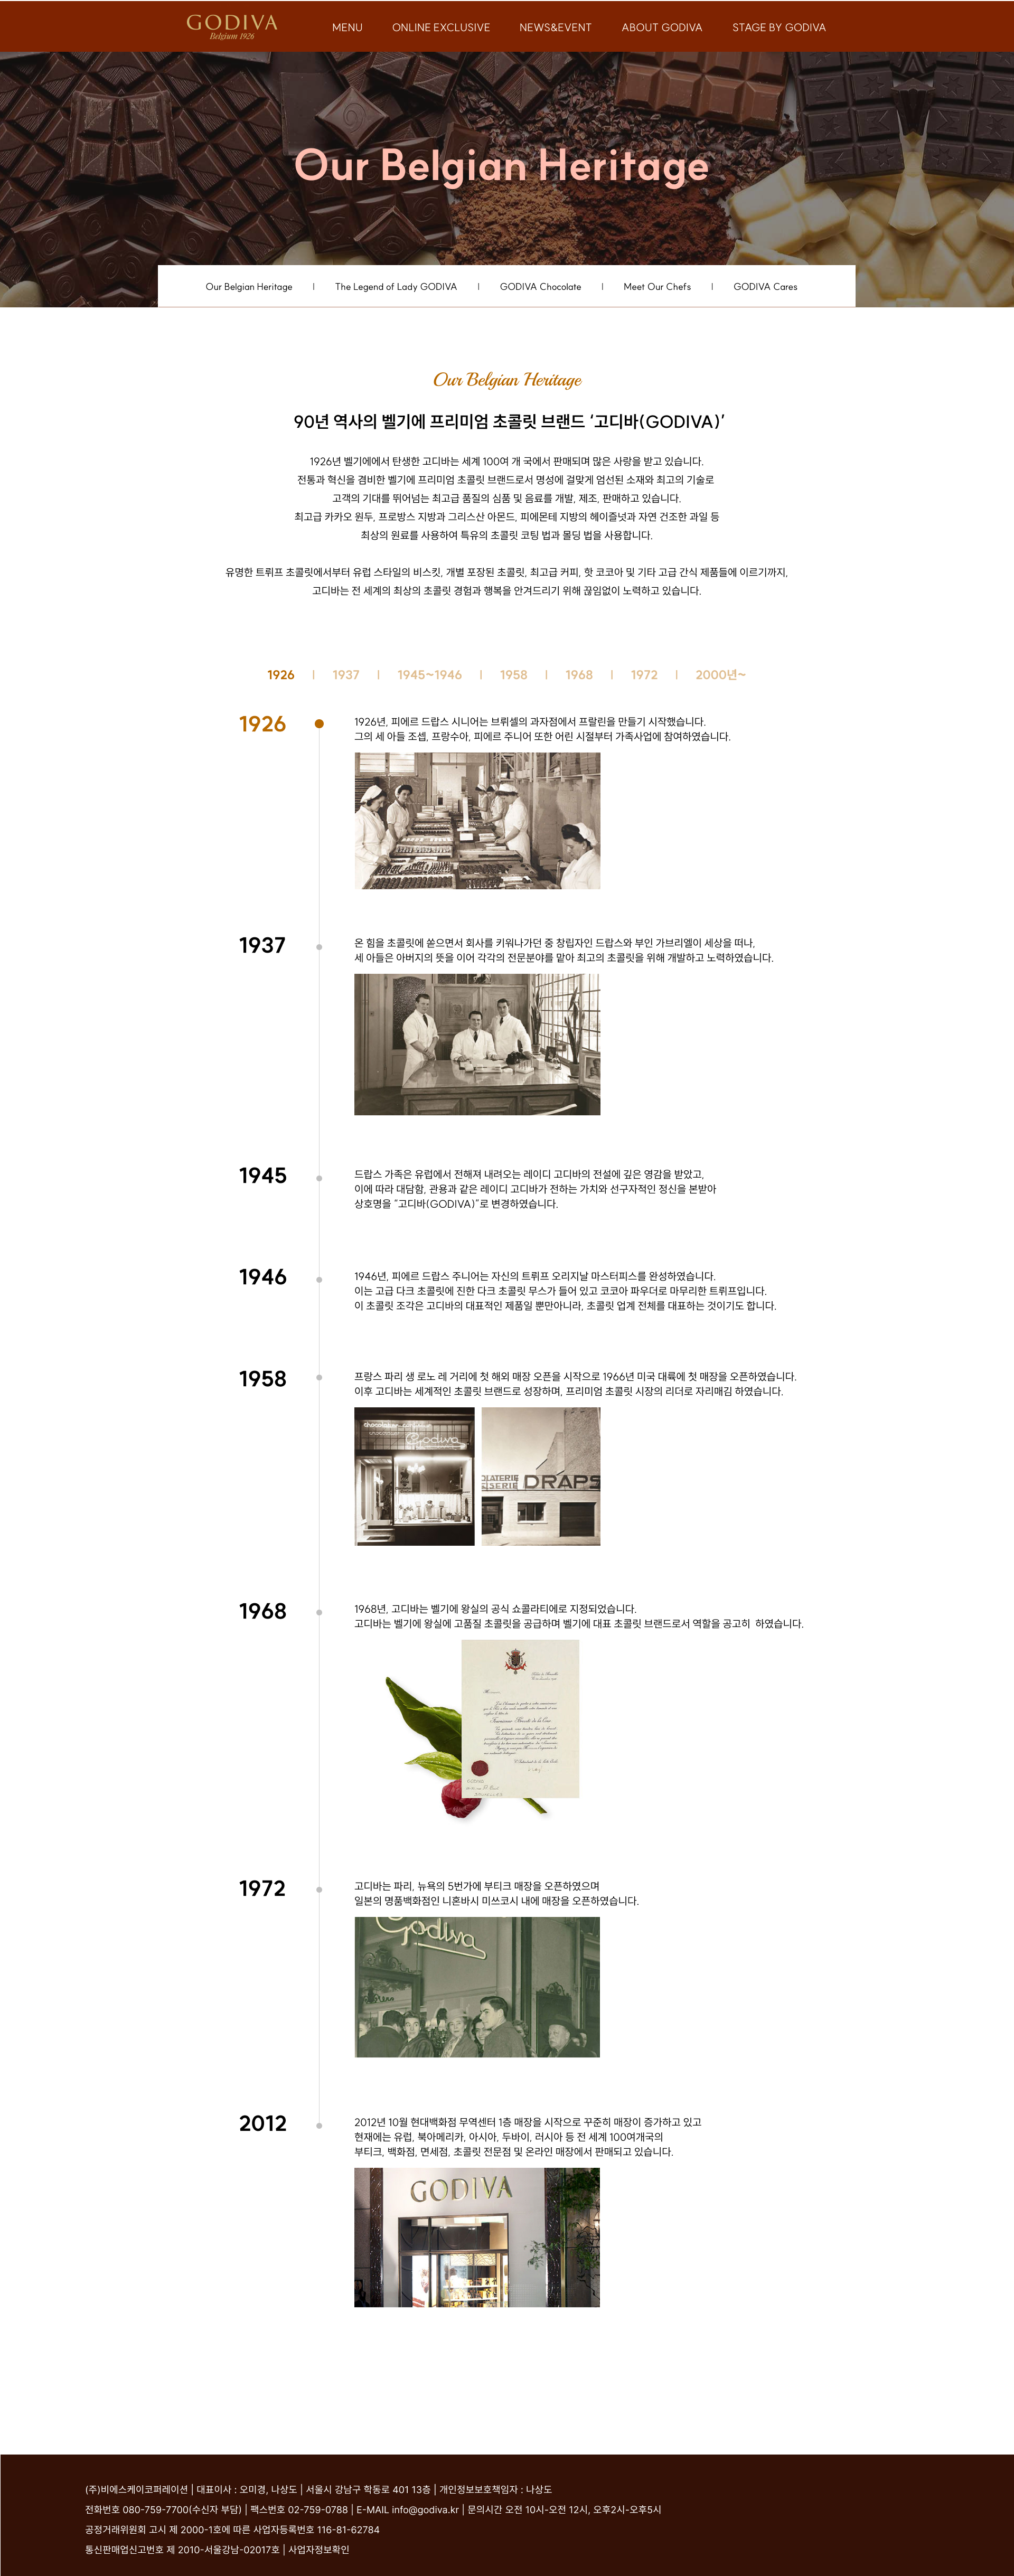 GODIVA
Belgium 1926
MENU
ONLINE EXCLUSIVE
NEWS&EVENT
ABOUT GODIVA
STAGE BY GODIVA
Our Belgian Heritage
Our Belgian Heritage
|
The Legend of Lady GODIVA
|
GODIVA Chocolate
|
Meet Our Chefs
|
GODIVA Cares
Our Belgian Heritage
90년 역사의 벨기에 프리미엄 초콜릿 브랜드 ‘고디바(GODIVA)’
1926년 벨기에에서 탄생한 고디바는 세계 100여 개 국에서 판매되며 많은 사랑을 받고 있습니다.
전통과 혁신을 겸비한 벨기에 프리미엄 초콜릿 브랜드로서 명성에 걸맞게 엄선된 소재와 최고의 기술로
고객의 기대를 뛰어넘는 최고급 품질의 심품 및 음료를 개발, 제조, 판매하고 있습니다.
최고급 카카오 원두, 프로방스 지방과 그리스산 아몬드, 피에몬테 지방의 헤이즐넛과 자연 건조한 과일 등
최상의 원료를 사용하여 특유의 초콜릿 코팅 법과 몰딩 법을 사용합니다.
유명한 트뤼프 초콜릿에서부터 유럽 스타일의 비스킷, 개별 포장된 초콜릿, 최고급 커피, 핫 코코아 및 기타 고급 간식 제품들에 이르기까지,
고디바는 전 세계의 최상의 초콜릿 경험과 행복을 안겨드리기 위해 끊임없이 노력하고 있습니다.
1926 | 1937 | 1945~1946 | 1958 | 1968 | 1972 | 2000년~
1926
1926년, 피에르 드랍스 시니어는 브뤼셀의 과자점에서 프랄린을 만들기 시작했습니다.
그의 세 아들 조셉, 프랑수아, 피에르 주니어 또한 어린 시절부터 가족사업에 참여하였습니다.
1937
온 힘을 초콜릿에 쏟으면서 회사를 키워나가던 중 창립자인 드랍스와 부인 가브리엘이 세상을 떠나,
세 아들은 아버지의 뜻을 이어 각각의 전문분야를 맡아 최고의 초콜릿을 위해 개발하고 노력하였습니다.
1945
드랍스 가족은 유럽에서 전해져 내려오는 레이디 고디바의 전설에 깊은 영감을 받았고,
이에 따라 대담함, 관용과 같은 레이디 고디바가 전하는 가치와 선구자적인 정신을 본받아
상호명을 “고디바(GODIVA)”로 변경하였습니다.
1946
1946년, 피에르 드랍스 주니어는 자신의 트뤼프 오리지날 마스터피스를 완성하였습니다.
이는 고급 다크 초콜릿에 진한 다크 초콜릿 무스가 들어 있고 코코아 파우더로 마무리한 트뤼프입니다.
이 초콜릿 조각은 고디바의 대표적인 제품일 뿐만아니라, 초콜릿 업계 전체를 대표하는 것이기도 합니다.
1958
프랑스 파리 생 로노 레 거리에 첫 해외 매장 오픈을 시작으로 1966년 미국 대륙에 첫 매장을 오픈하였습니다.
이후 고디바는 세계적인 초콜릿 브랜드로 성장하며, 프리미엄 초콜릿 시장의 리더로 자리매김 하였습니다.
Godiva
OLATERIE
SERIE
DRAPS
1968
1968년, 고디바는 벨기에 왕실의 공식 쇼콜라티에로 지정되었습니다.
고디바는 벨기에 왕실에 고품질 초콜릿을 공급하며 벨기에 대표 초콜릿 브랜드로서 역할을 공고히 하였습니다.
1972
고디바는 파리, 뉴욕의 5번가에 부티크 매장을 오픈하였으며
일본의 명품백화점인 니혼바시 미쓰코시 내에 매장을 오픈하였습니다.
Godiva
2012
2012년 10월 현대백화점 무역센터 1층 매장을 시작으로 꾸준히 매장이 증가하고 있고
현재에는 유럽, 북아메리카, 아시아, 두바이, 러시아 등 전 세계 100여개국의
부티크, 백화점, 면세점, 초콜릿 전문점 및 온라인 매장에서 판매되고 있습니다.
GODIVA
(주)비에스케이코퍼레이션 | 대표이사 : 오미경, 나상도 | 서울시 강남구 학동로 401 13층 | 개인정보보호책임자 : 나상도
전화번호 080-759-7700(수신자 부담) | 팩스번호 02-759-0788 | E-MAIL info@godiva.kr | 문의시간 오전 10시-오전 12시, 오후2시-오후5시
공정거래위원회 고시 제 2000-1호에 따른 사업자등록번호 116-81-62784
통신판매업신고번호 제 2010-서울강남-02017호 | 사업자정보확인